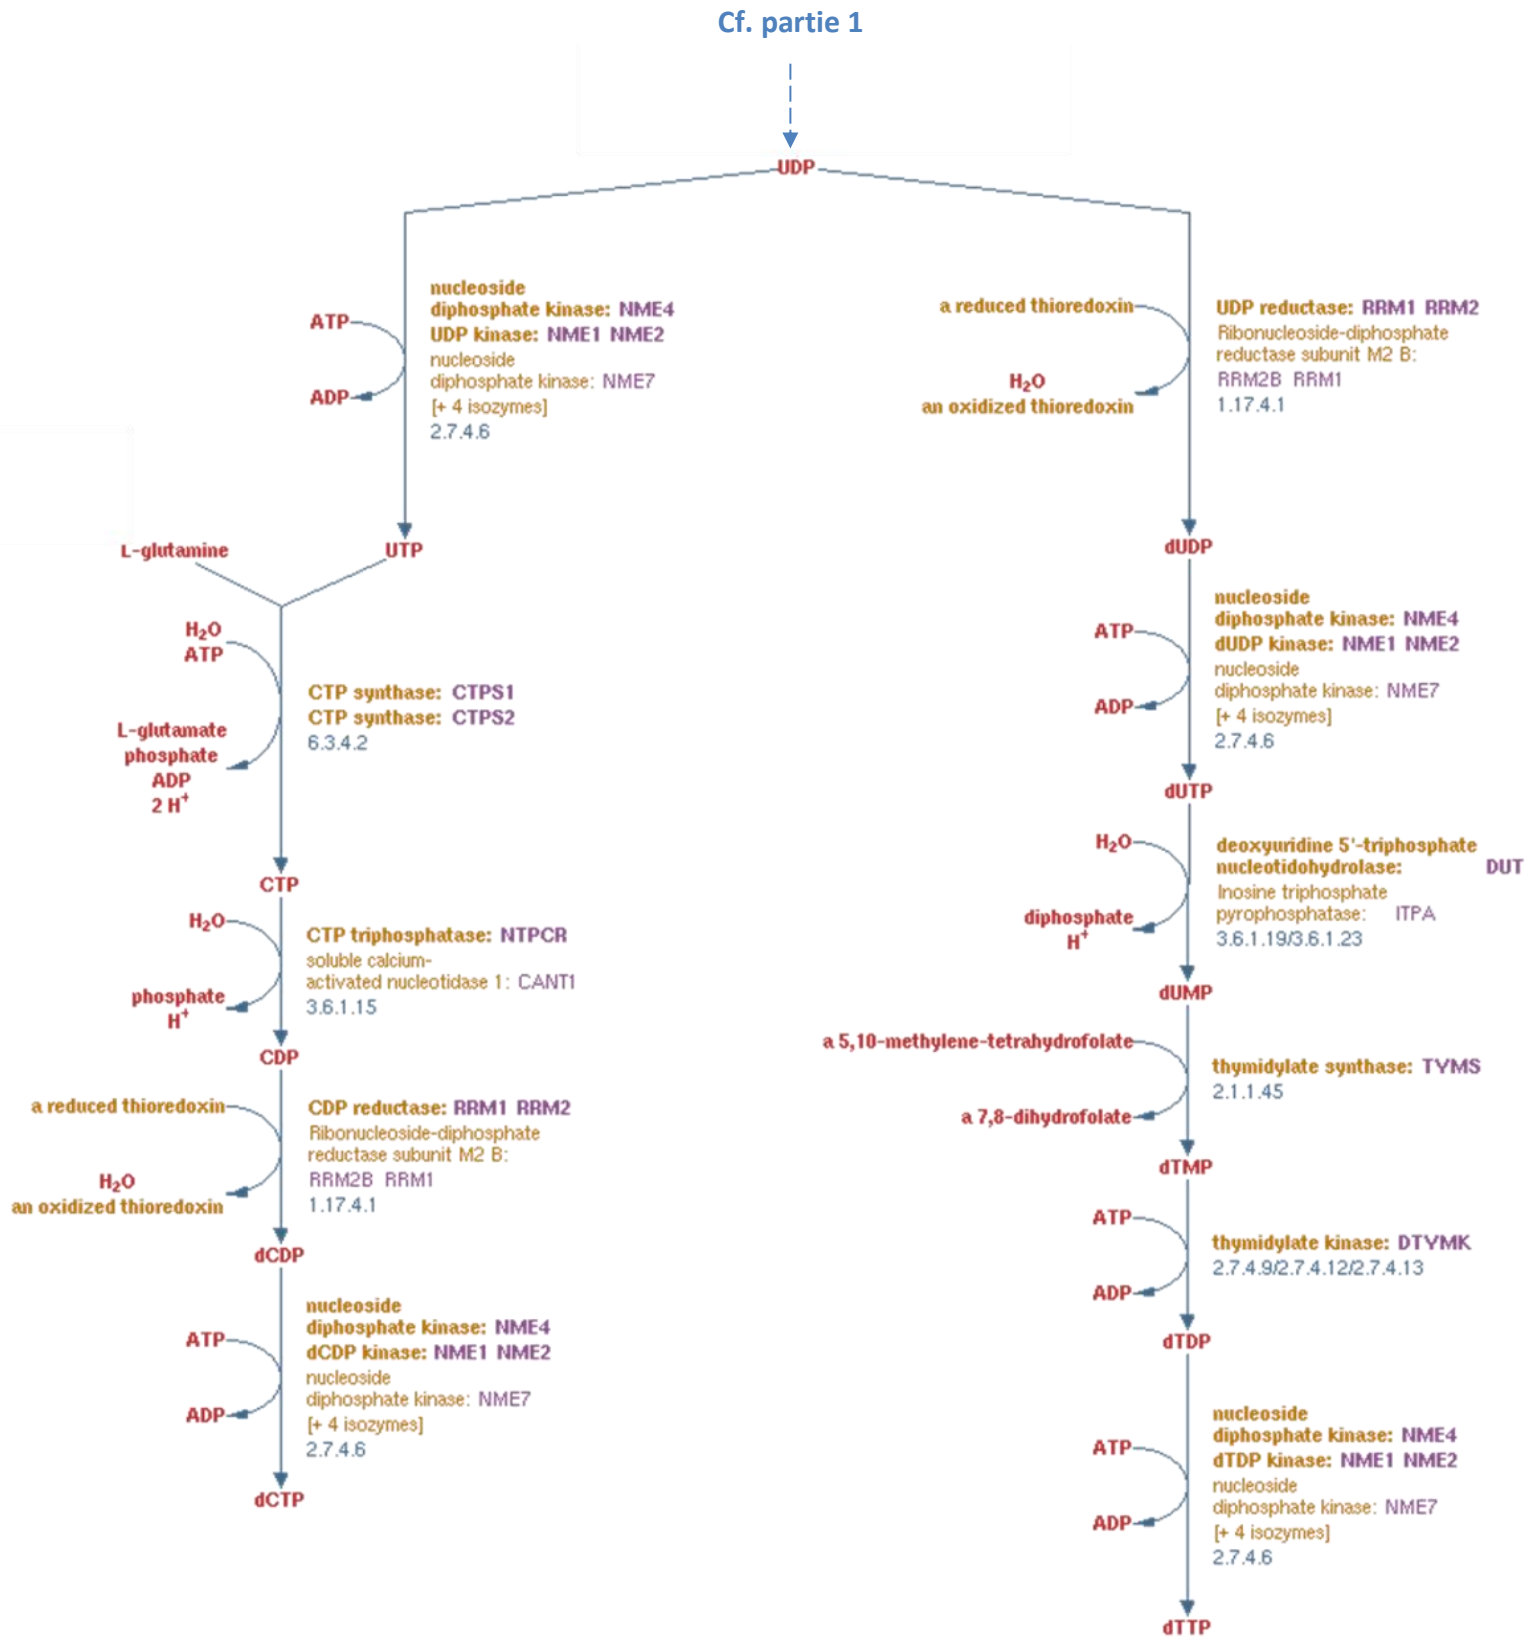 Cf. partie 1
UDP
nucleoside
diphosphate kinase: NME4
UDP kinase: NME1 NME2
nucleoside
diphosphate kinase: NME7
[+ 4 isozymes]
2.7.4.6
ATP
ADP
UTP
L-glutamine
H₂O
ATP
CTP synthase: CTPS1
CTP synthase: CTPS2
6.3.4.2
L-glutamate
phosphate
ADP
2 H⁺
CTP
H₂O
CTP triphosphatase: NTPCR
soluble calcium-
activated nucleotidase 1: CANT1
3.6.1.15
phosphate
H⁺
CDP
a reduced thioredoxin
CDP reductase: RRM1 RRM2
Ribonucleoside-diphosphate
reductase subunit M2 B:
RRM2B RRM1
1.17.4.1
H₂O
an oxidized thioredoxin
dCDP
nucleoside
diphosphate kinase: NME4
dCDP kinase: NME1 NME2
nucleoside
diphosphate kinase: NME7
[+ 4 isozymes]
2.7.4.6
ATP
ADP
dCTP
a reduced thioredoxin
UDP reductase: RRM1 RRM2
Ribonucleoside-diphosphate
reductase subunit M2 B:
RRM2B RRM1
1.17.4.1
H₂O
an oxidized thioredoxin
dUDP
nucleoside
diphosphate kinase: NME4
dUDP kinase: NME1 NME2
nucleoside
diphosphate kinase: NME7
[+ 4 isozymes]
2.7.4.6
ATP
ADP
dUTP
H₂O
deoxyuridine 5'-triphosphate
nucleotidohydrolase: DUT
Inosine triphosphate
pyrophosphatase: ITPA
3.6.1.19/3.6.1.23
diphosphate
H⁺
dUMP
a 5,10-methylene-tetrahydrofolate
thymidylate synthase: TYMS
2.1.1.45
a 7,8-dihydrofolate
dTMP
ATP
thymidylate kinase: DTYMK
2.7.4.9/2.7.4.12/2.7.4.13
ADP
dTDP
nucleoside
diphosphate kinase: NME4
dTDP kinase: NME1 NME2
nucleoside
diphosphate kinase: NME7
[+ 4 isozymes]
2.7.4.6
ATP
ADP
dTTP